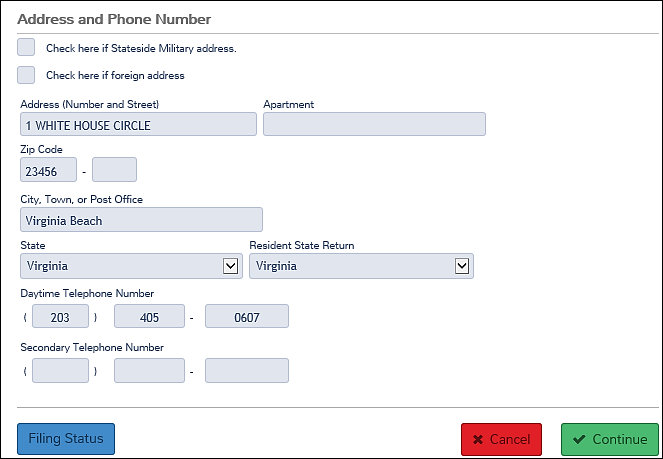 Address and Phone Number
Check here if Stateside Military address.
Check here if foreign address
Address (Number and Street) Apartment
1 WHITE HOUSE CIRCLE
Zip Code
23456 -
City, Town, or Post Office
Virginia Beach
State Resident State Return
Virginia Virginia
Daytime Telephone Number
( 203 ) 405 - 0607
Secondary Telephone Number
( ) -
Filing Status ✖ Cancel ✔ Continue